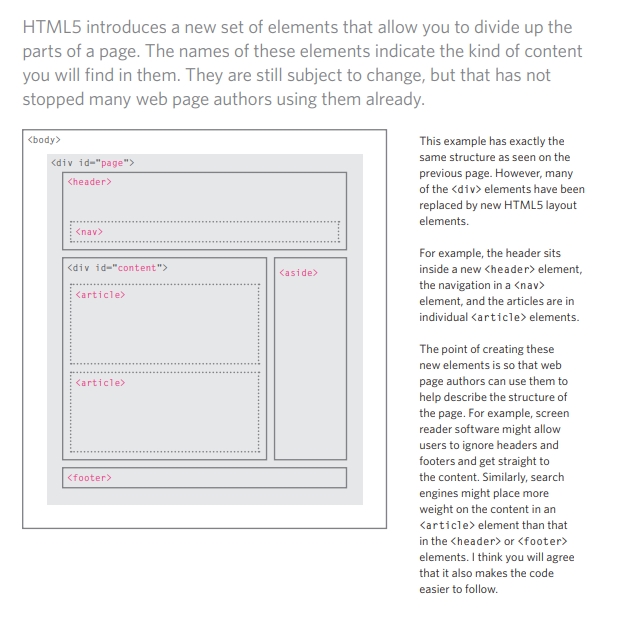 HTML5 introduces a new set of elements that allow you to divide up the
parts of a page. The names of these elements indicate the kind of content
you will find in them. They are still subject to change, but that has not
stopped many web page authors using them already.
<body>
<div id="page">
<header>
<nav>
<div id="content">
<article>
<article>
<aside>
<footer>
This example has exactly the
same structure as seen on the
previous page. However, many
of the <div> elements have been
replaced by new HTML5 layout
elements.
For example, the header sits
inside a new <header> element,
the navigation in a <nav>
element, and the articles are in
individual <article> elements.
The point of creating these
new elements is so that web
page authors can use them to
help describe the structure of
the page. For example, screen
reader software might allow
users to ignore headers and
footers and get straight to
the content. Similarly, search
engines might place more
weight on the content in an
<article> element than that
in the <header> or <footer>
elements. I think you will agree
that it also makes the code
easier to follow.